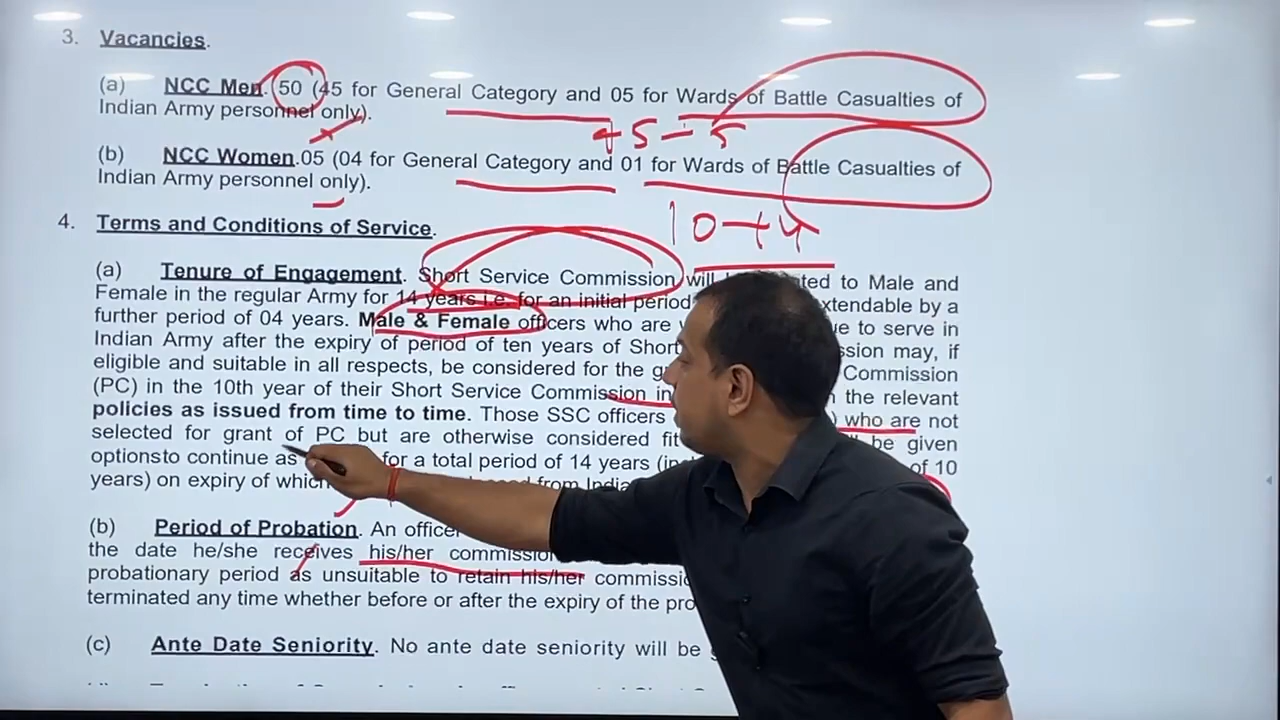 3. Vacancies.
(a) NCC Men. 50 (45 for General Category and 05 for Wards of Battle Casualties of
Indian Army personnel only).
45 - 5
(b) NCC Women.05 (04 for General Category and 01 for Wards of Battle Casualties of
Indian Army personnel only).
10+4
4. Terms and Conditions of Service.
(a) Tenure of Engagement. Short Service Commission will to Male and
Female in the regular Army for 14 years i.e. for an initial period by a
further period of 04 years. Male & Female officers who are to serve in
Indian Army after the expiry of period of ten years of Short may, if
eligible and suitable in all respects, be considered for the Commission
(PC) in the 10th year of their Short Service Commission in the relevant
policies as issued from time to time. Those SSC officers who are not
selected for grant of PC but are otherwise considered fit be given
optionsto continue as for a total period of 14 years of 10
years) on expiry of which from
(b) Period of Probation. An
the date he/she receives his/her
probationary period as unsuitable to retain his/her
terminated any time whether before or after the expiry of the
(c) Ante Date Seniority. No ante date seniority will be